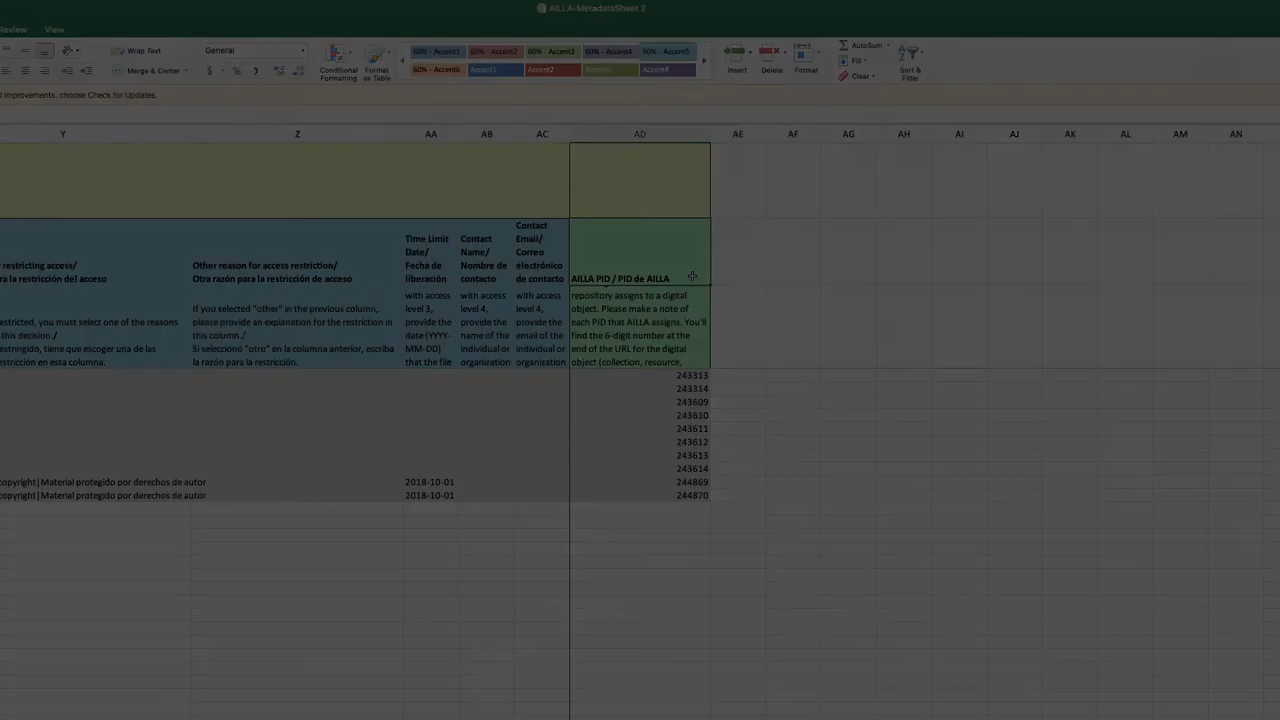 AILLA-MetadataSheet 2
Review View
Wrap Text General 60% - Accent1 60% - Accent2 60% - Accent3 60% - Accent4 60% - Accent5 AutoSum
Merge & Center $ % Conditional Formatting Format as Table 60% - Accent6 Accent1 Accent2 Accent3 Accent4 Insert Delete Format Fill Clear Sort & Filter
d improvements, choose Check for Updates.
Y Z AA AB AC AD AE AF AG AH AI AJ AK AL AM AN
restricting access/
la restricción del acceso
Other reason for access restriction/
Otra razón para la restricción de acceso
Time Limit
Date/
Fecha de
liberación
Contact
Name/
Nombre de
contacto
Contact
Email/
Correo
electrónico
de contacto
AILLA PID / PID de AILLA
estricted, you must select one of the reasons
this decision./
estringido, tiene que escoger una de las
estricción en esta columna.
If you selected "other" in the previous column,
please provide an explanation for the restriction in
this column./
Si seleccionó "otro" en la columna anterior, escriba
la razón para la restricción.
with access
level 3,
provide the
date (YYYY-
MM-DD)
that the file
with access
level 4,
provide the
name of the
individual or
organization
with access
level 4,
provide the
email of the
individual or
organization
repository assigns to a digital
object. Please make a note of
each PID that AILLA assigns. You'll
find the 6-digit number at the
end of the URL for the digital
object (collection, resource,
243313
243314
243609
243610
243611
243612
243613
243614
copyright|Material protegido por derechos de autor 2018-10-01 244869
copyright|Material protegido por derechos de autor 2018-10-01 244870